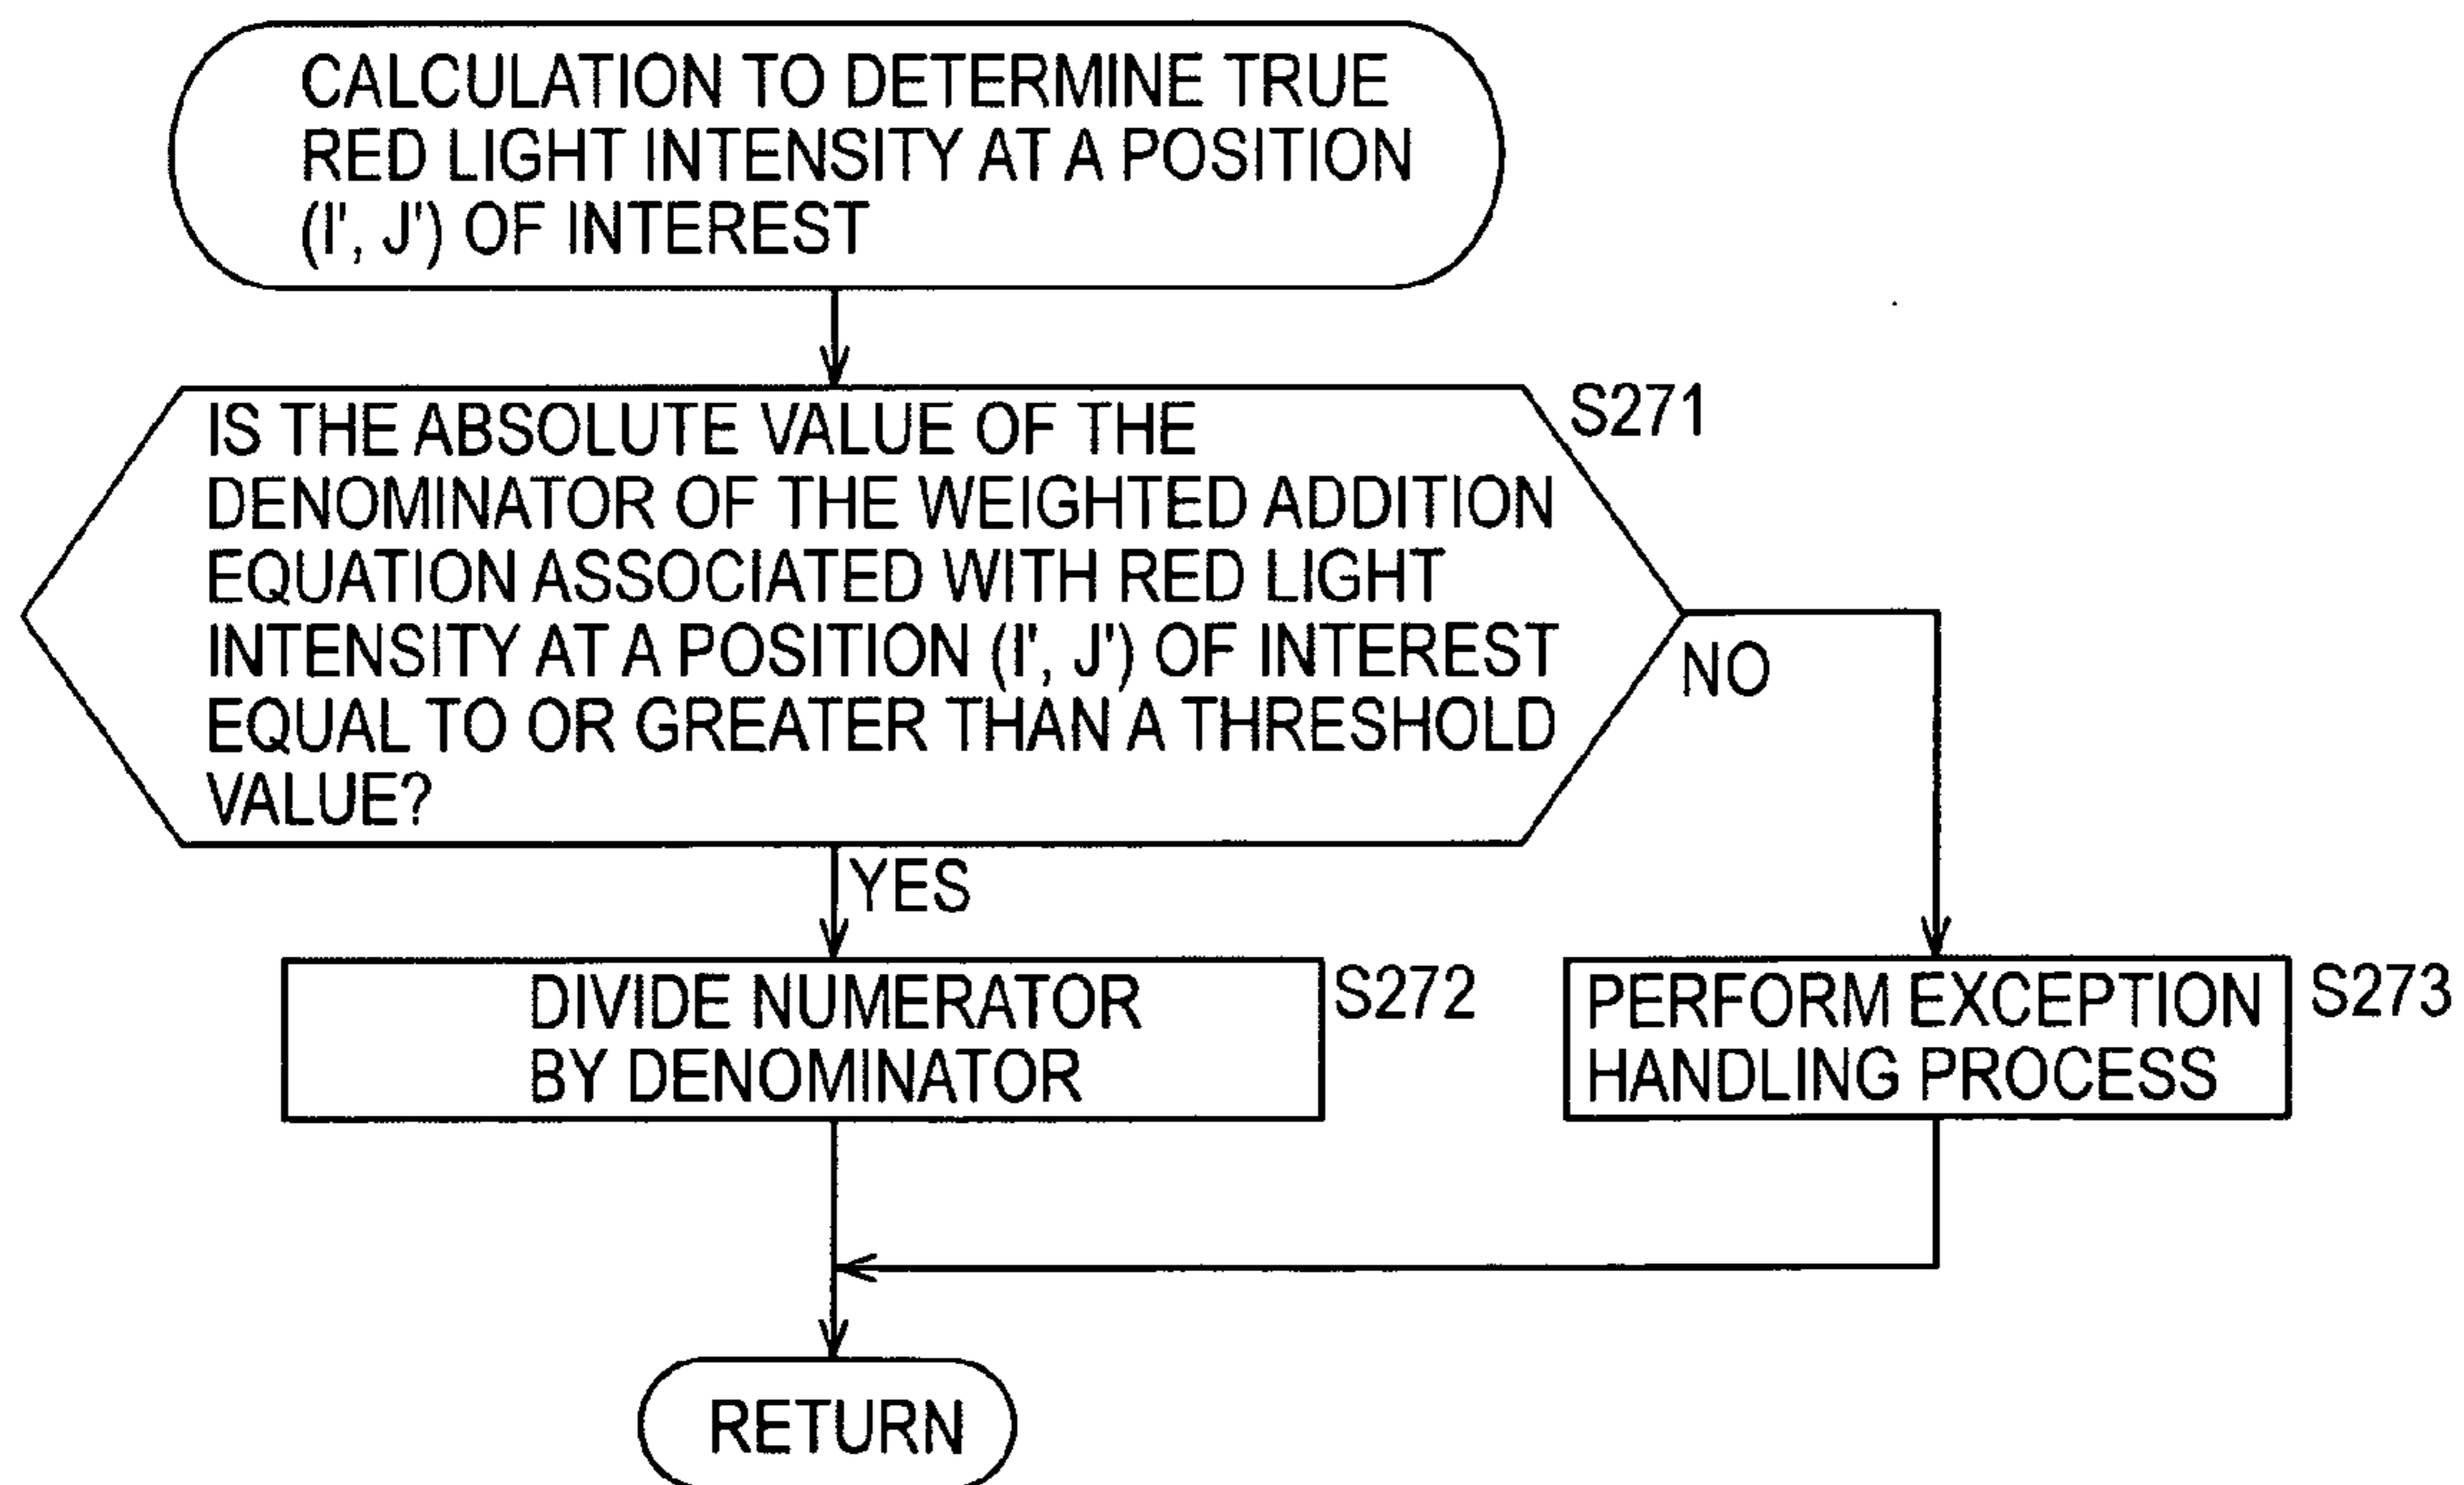 CALCULATION TO DETERMINE TRUE
RED LIGHT INTENSITY AT A POSITION
(I', J') OF INTEREST
IS THE ABSOLUTE VALUE OF THE
DENOMINATOR OF THE WEIGHTED ADDITION
EQUATION ASSOCIATED WITH RED LIGHT
INTENSITY AT A POSITION (I', J') OF INTEREST
EQUAL TO OR GREATER THAN A THRESHOLD
VALUE?
S271
NO
YES
DIVIDE NUMERATOR
BY DENOMINATOR
S272
PERFORM EXCEPTION
HANDLING PROCESS
S273
RETURN